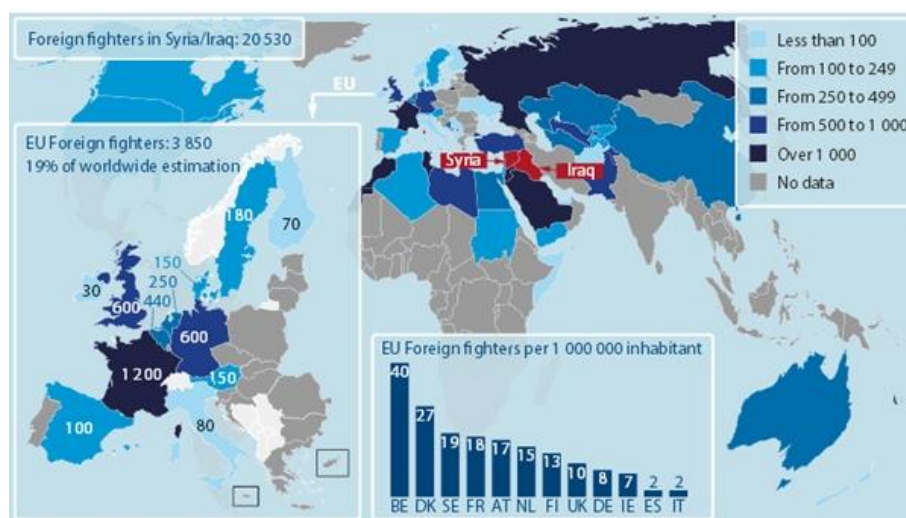 Foreign fighters in Syria/Iraq: 20 530
EU
Less than 100
From 100 to 249
From 250 to 499
From 500 to 1 000
Over 1 000
No data
Syria
Iraq
EU Foreign fighters: 3 850
19% of worldwide estimation
180
70
150
250
440
30
600
600
1 200
150
100
80
EU Foreign fighters per 1 000 000 inhabitant
40
27
19 18 17 15 13 10 8 7 2 2
BE DK SE FR AT NL FI UK DE IE ES IT